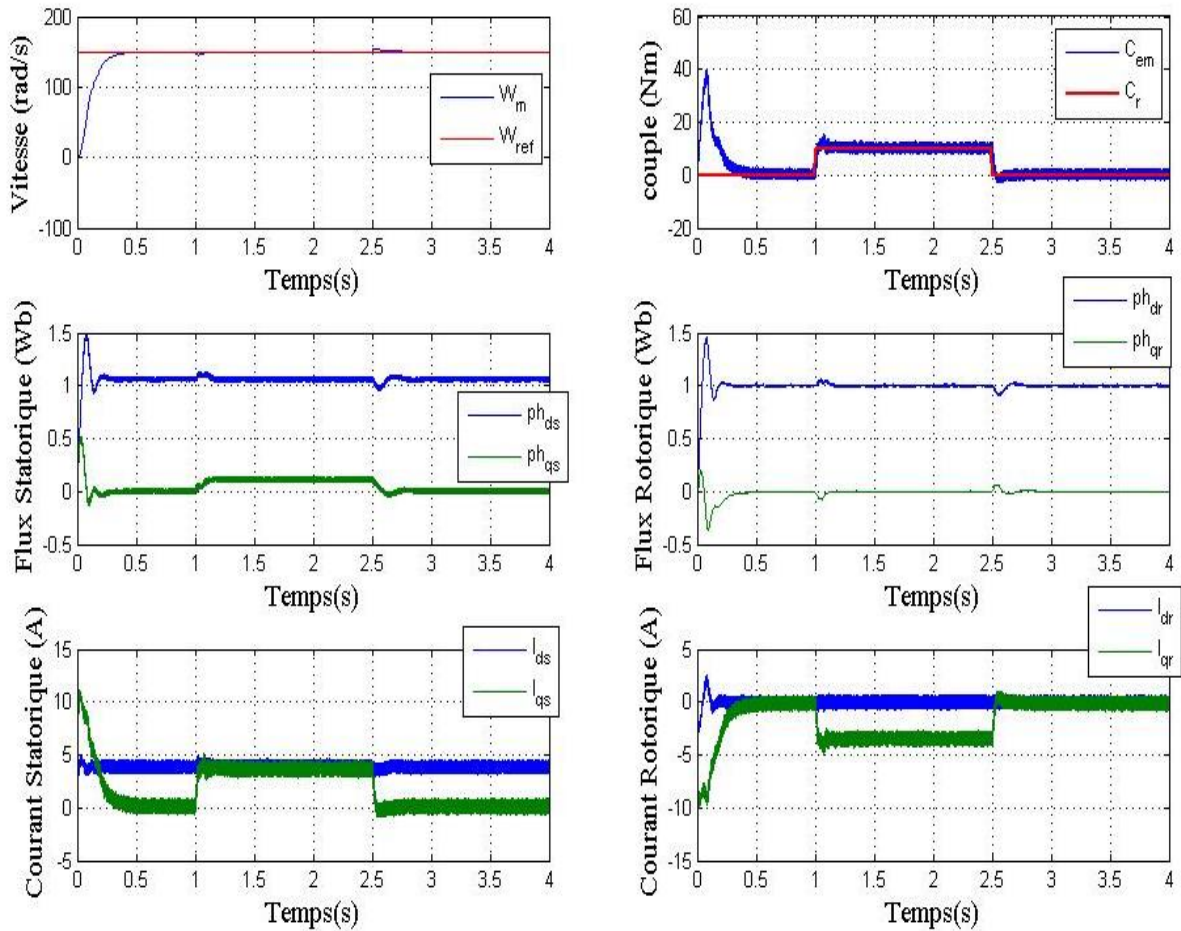 Vitesse (rad/s)
200
100
0
-100
0 0.5 1 1.5 2 2.5 3 3.5 4
Temps(s)
W_m
W_ref
couple (Nm)
60
40
20
0
-20
0 0.5 1 1.5 2 2.5 3 3.5 4
Temps(s)
C_em
C_r
Flux Statorique (Wb)
1.5
1
0.5
0
-0.5
0 0.5 1 1.5 2 2.5 3 3.5 4
Temps(s)
ph_ds
ph_qs
Flux Rotorique (Wb)
1.5
1
0.5
0
-0.5
0 0.5 1 1.5 2 2.5 3 3.5 4
Temps(s)
ph_dr
ph_qr
Courant Statorique (A)
15
10
5
0
-5
0 0.5 1 1.5 2 2.5 3 3.5 4
Temps(s)
I_ds
I_qs
Courant Rotorique (A)
5
0
-5
-10
-15
0 0.5 1 1.5 2 2.5 3 3.5 4
Temps(s)
I_dr
I_qr